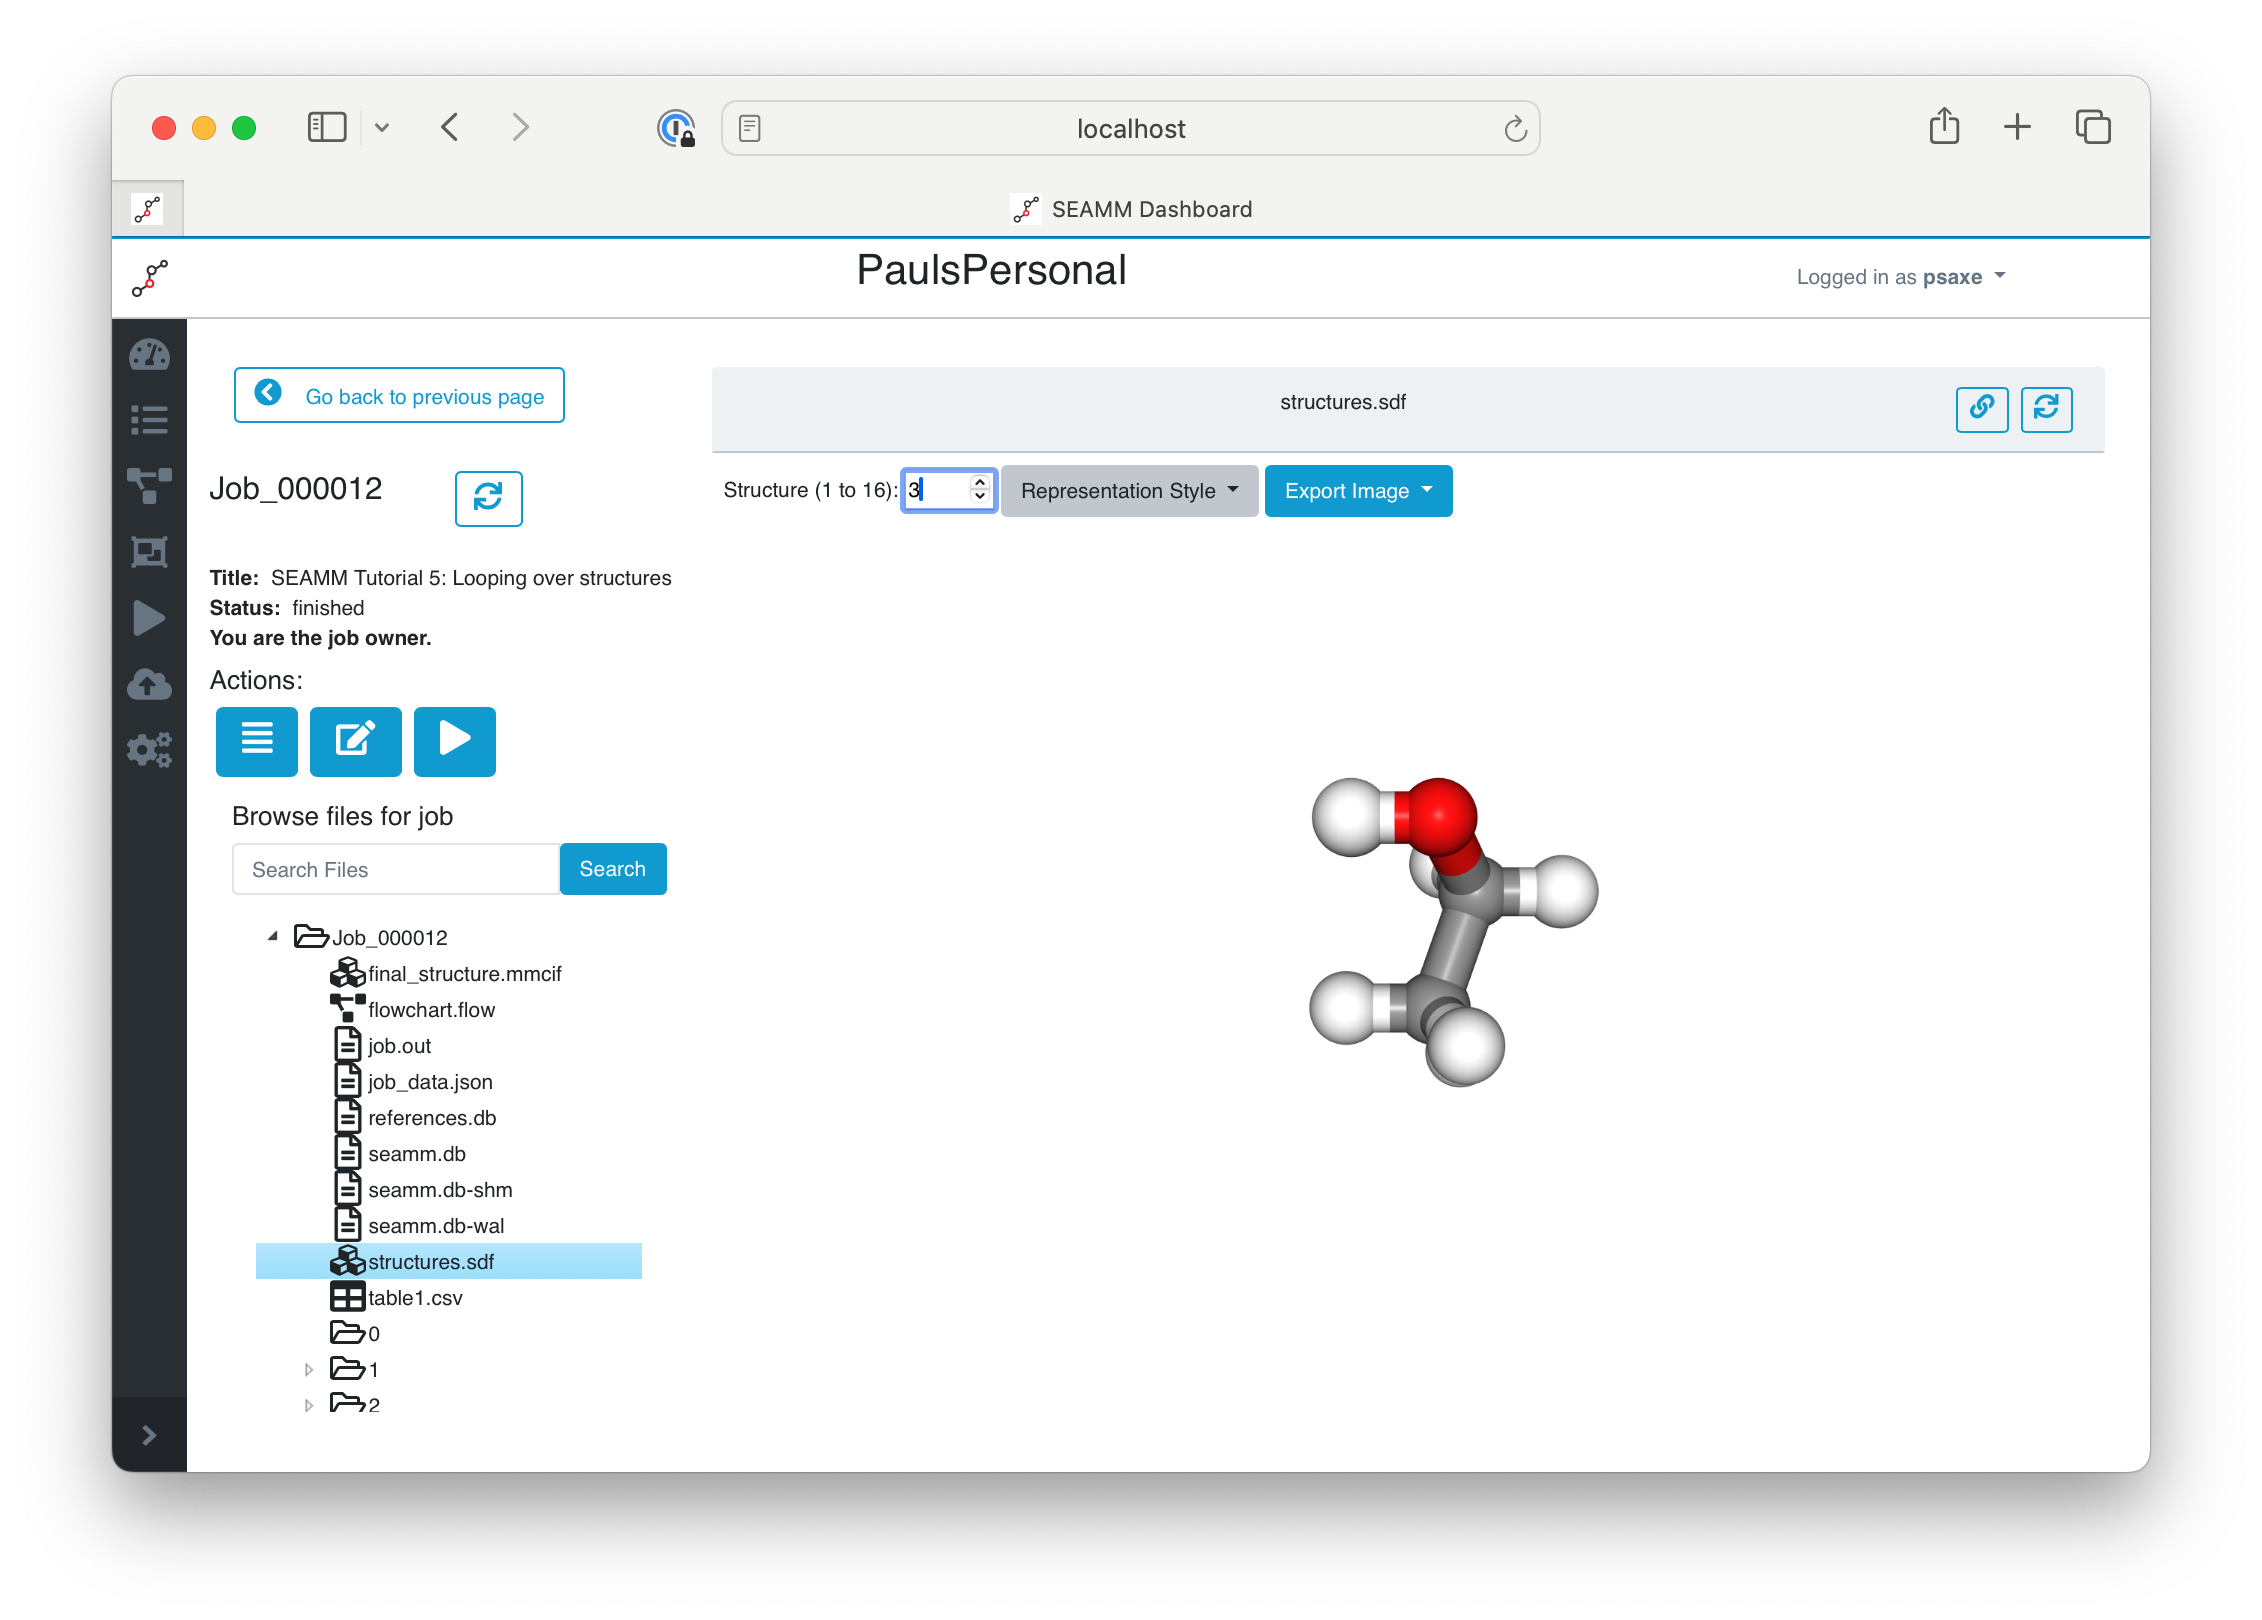 localhost
SEAMM Dashboard
PaulsPersonal
Logged in as psaxe
Go back to previous page
structures.sdf
Job_000012
Structure (1 to 16): 3
Representation Style
Export Image
Title: SEAMM Tutorial 5: Looping over structures
Status: finished
You are the job owner.
Actions:
Browse files for job
Search Files
Search
Job_000012
final_structure.mmcif
flowchart.flow
job.out
job_data.json
references.db
seamm.db
seamm.db-shm
seamm.db-wal
structures.sdf
table1.csv
0
1
2